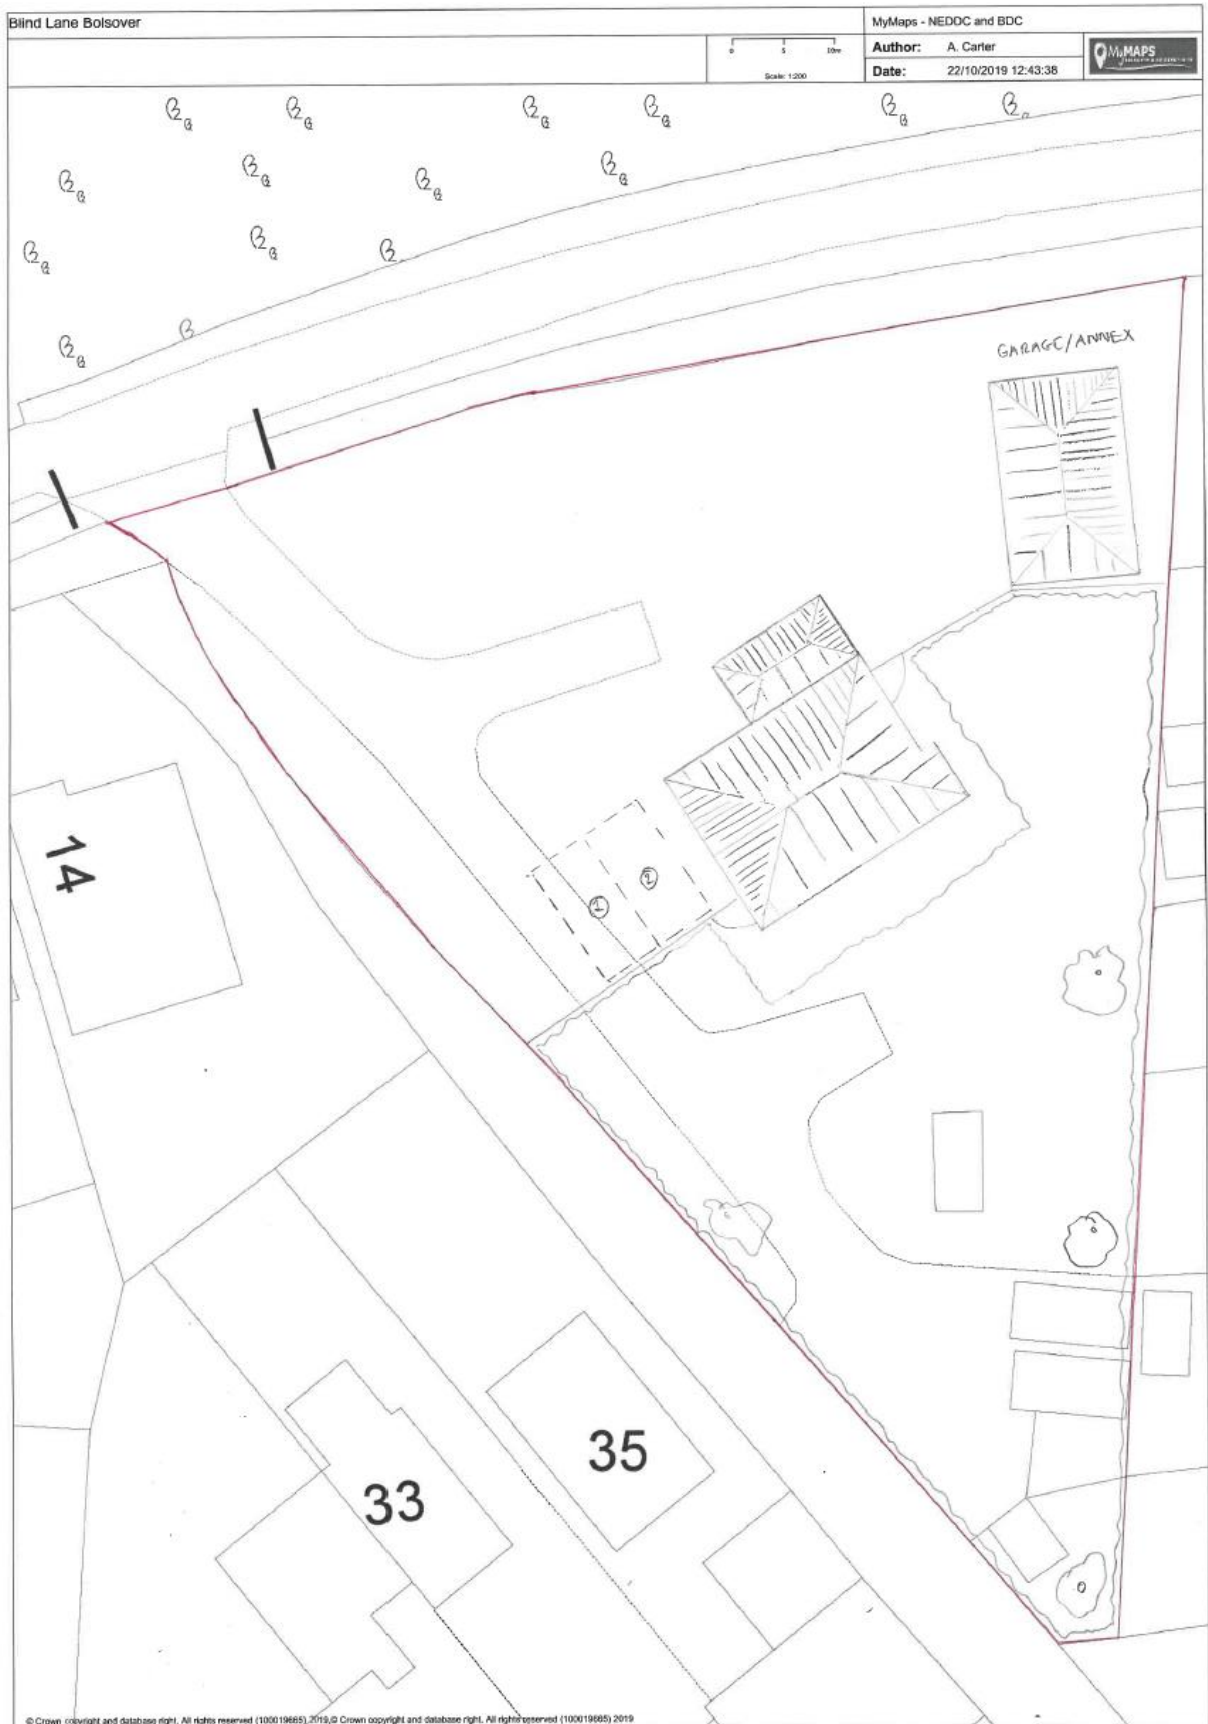 Blind Lane Bolsover
MyMaps - NEDDC and BDC
0 5 10m
Scale: 1:200
Author: A. Carter
Date: 22/10/2019 12:43:38
MyMAPS
GARAGE/ANNEX
14
1
2
35
33
© Crown copyright and database right. All rights reserved (100019665) 2019,© Crown copyright and database right. All rights reserved (100019665) 2019